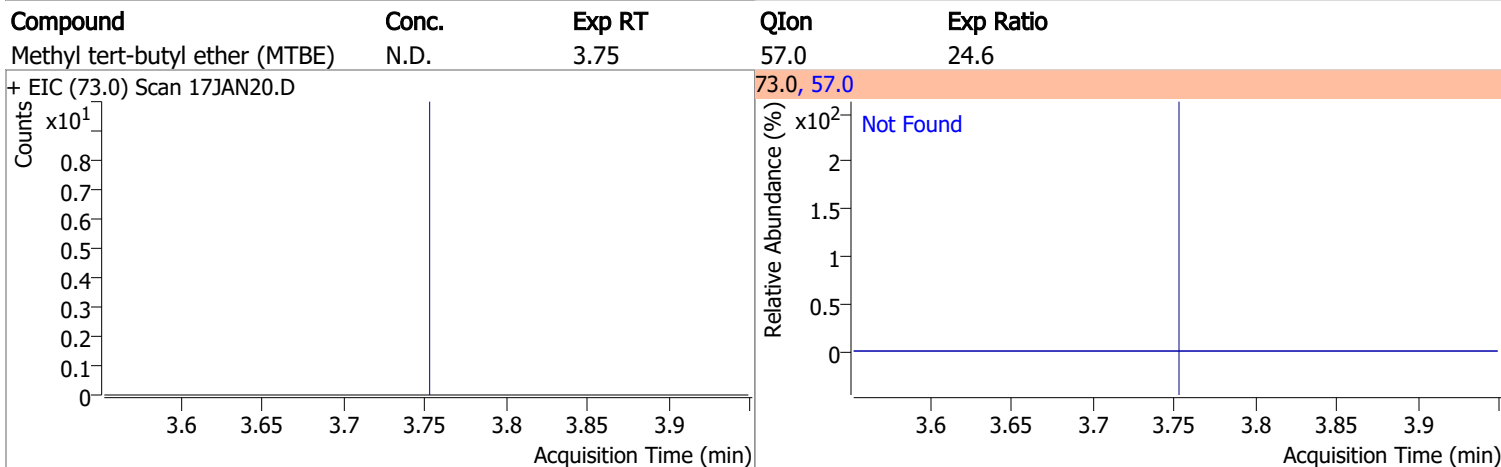 Compound Conc. Exp RT QIon Exp Ratio
Methyl tert-butyl ether (MTBE) N.D. 3.75 57.0 24.6
+ EIC (73.0) Scan 17JAN20.D
Counts
x10¹
0.8
0.7
0.6
0.5
0.4
0.3
0.2
0.1
0
3.6 3.65 3.7 3.75 3.8 3.85 3.9
Acquisition Time (min)
73.0, 57.0
Relative Abundance (%)
x10²
Not Found
2
1.5
1
0.5
0
3.6 3.65 3.7 3.75 3.8 3.85 3.9
Acquisition Time (min)